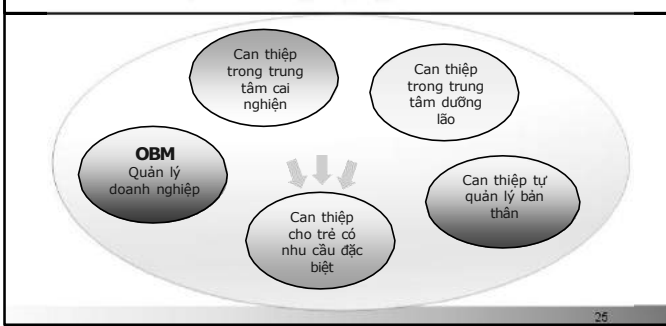 Can thiệp
trong trung
tâm cai
nghiện
Can thiệp
trong trung
tâm dưỡng
lão
OBM
Quản lý
doanh nghiệp
Can thiệp tự
quản lý bản
thân
Can thiệp
cho trẻ có
nhu cầu đặc
biệt
25